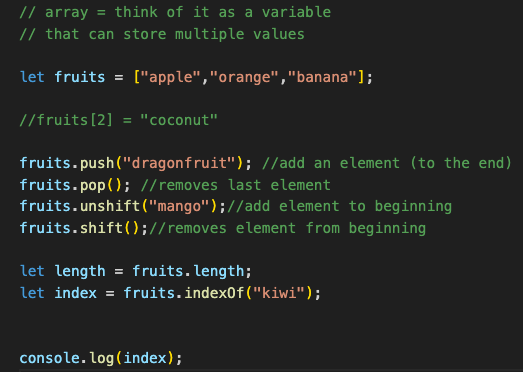 // array = think of it as a variable
// that can store multiple values
let fruits = ["apple","orange","banana"];
//fruits[2] = "coconut"
fruits.push("dragonfruit"); //add an element (to the end)
fruits.pop(); //removes last element
fruits.unshift("mango");//add element to beginning
fruits.shift();//removes element from beginning
let length = fruits.length;
let index = fruits.indexOf("kiwi");
console.log(index);